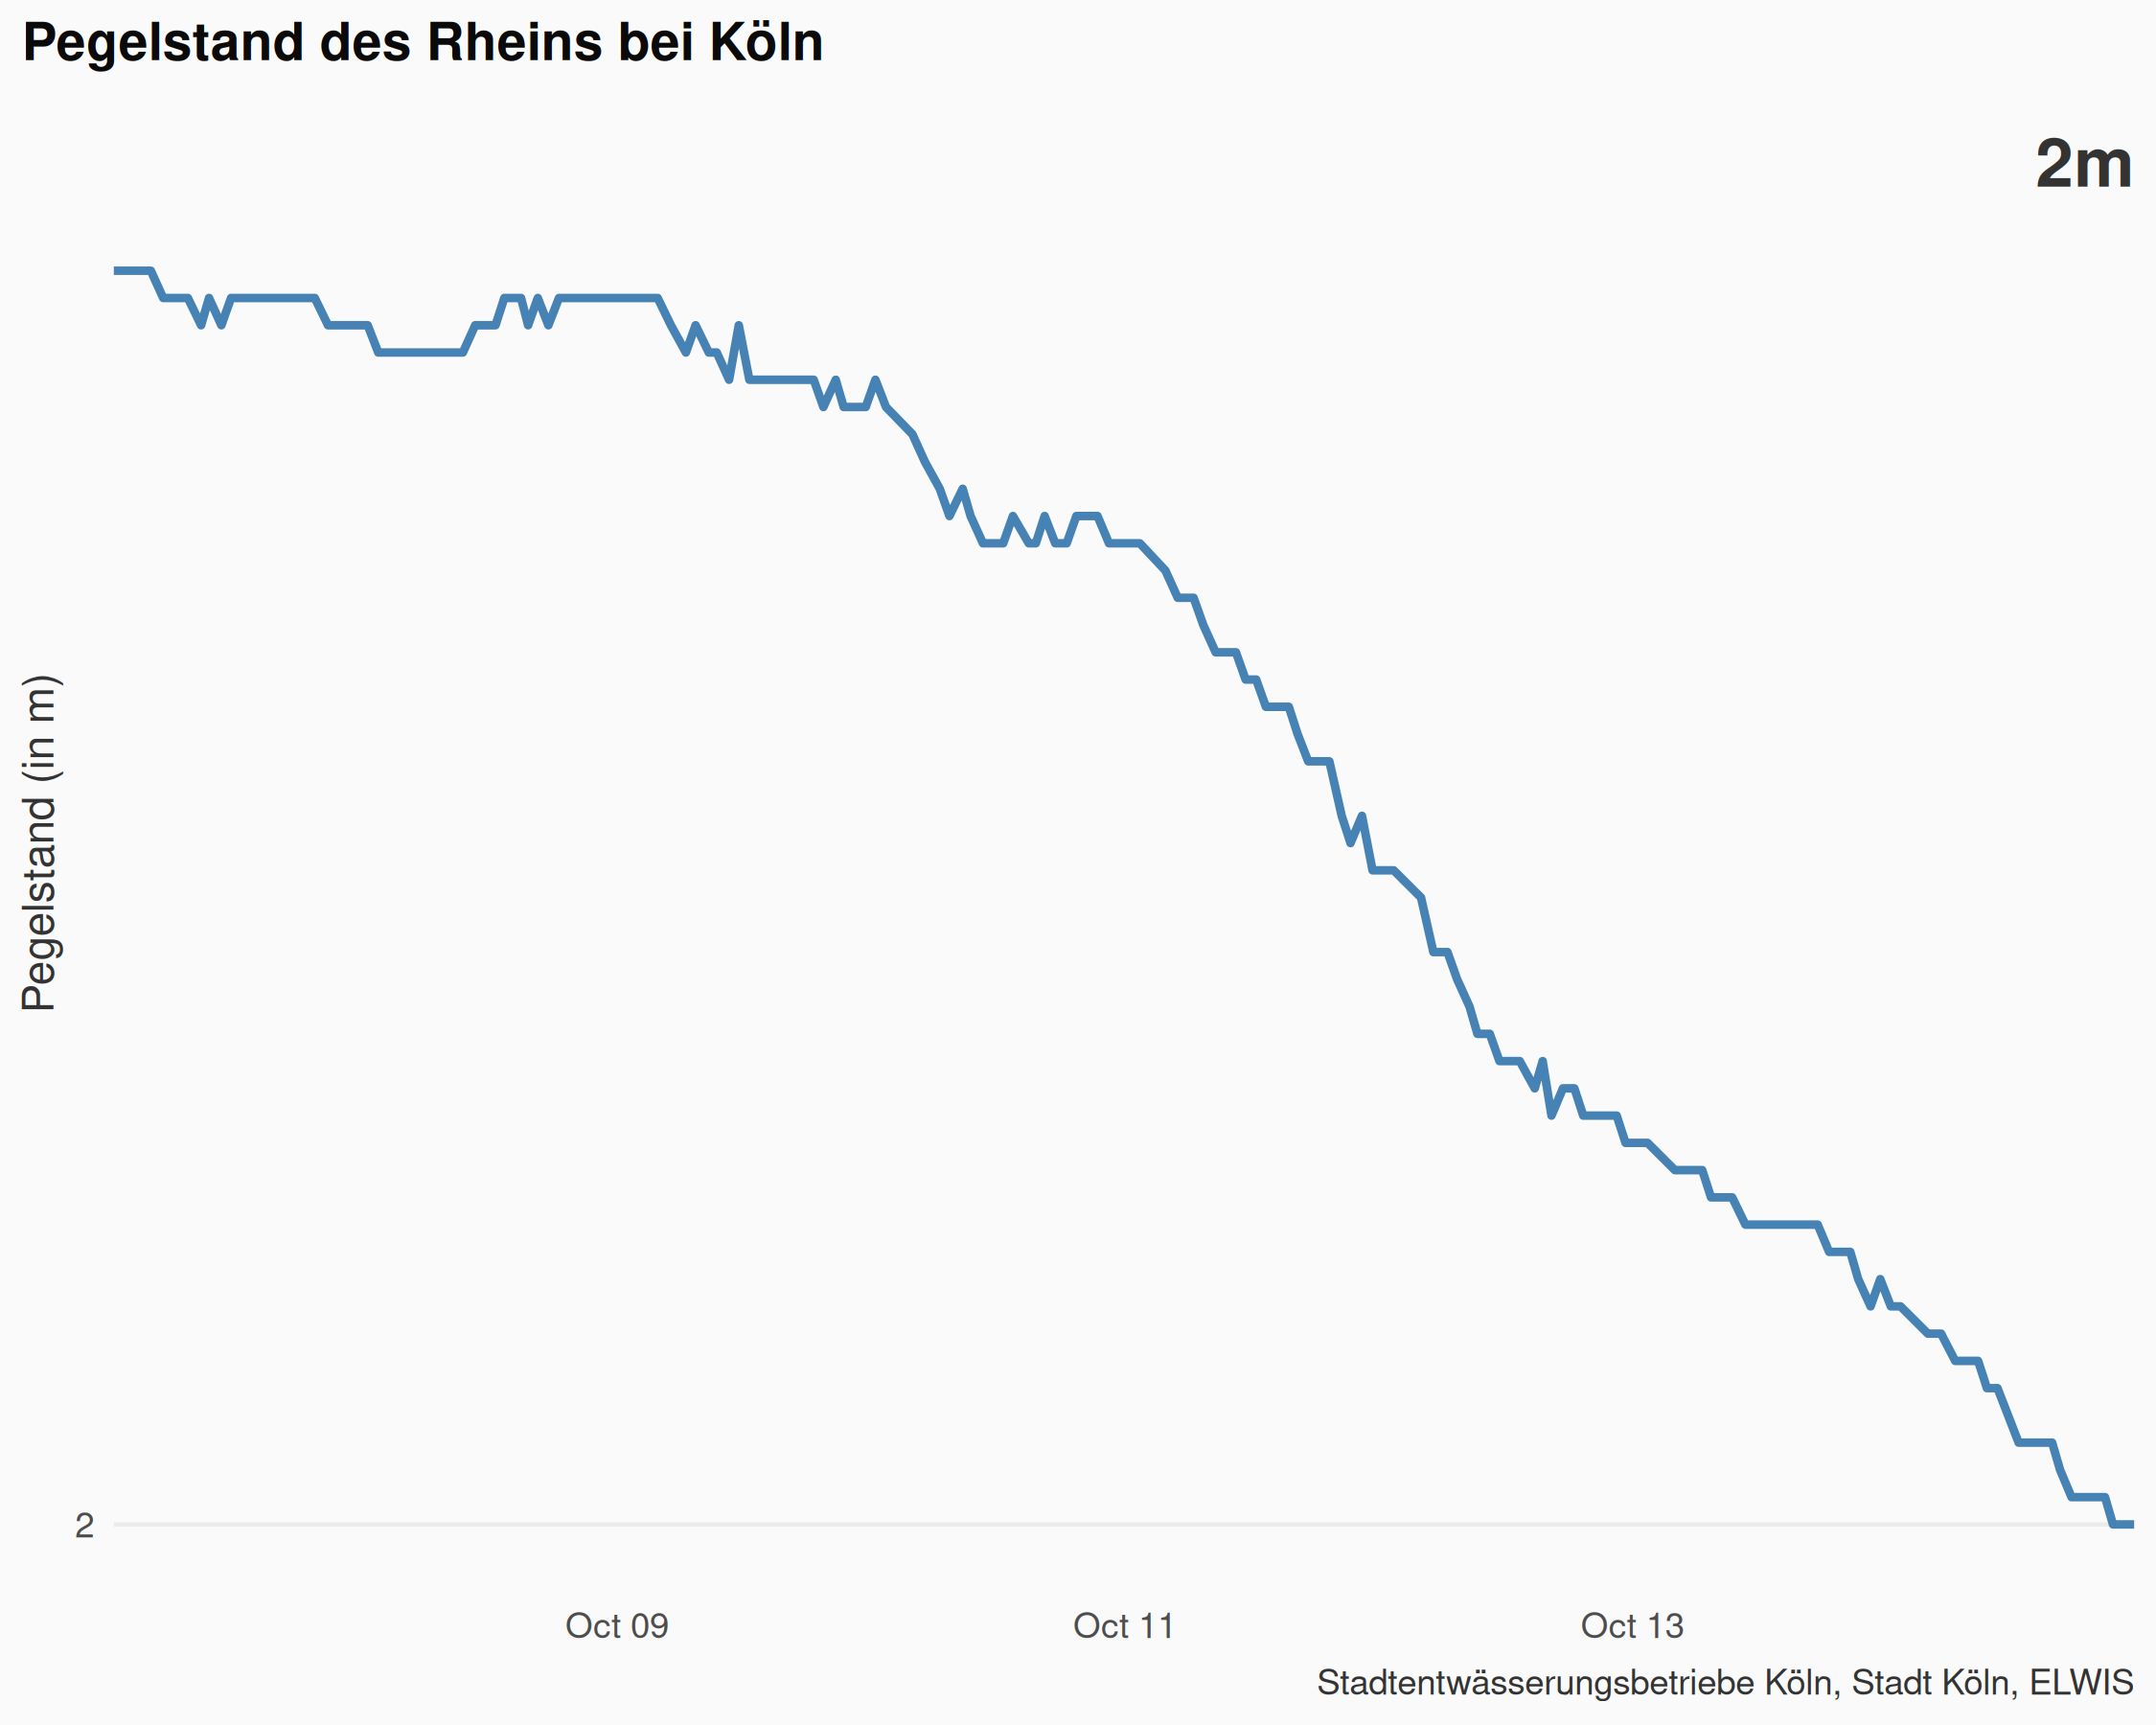 Pegelstand des Rheins bei Köln
2m
Pegelstand (in m)
2
Oct 09
Oct 11
Oct 13
Stadtentwässerungsbetriebe Köln, Stadt Köln, ELWIS